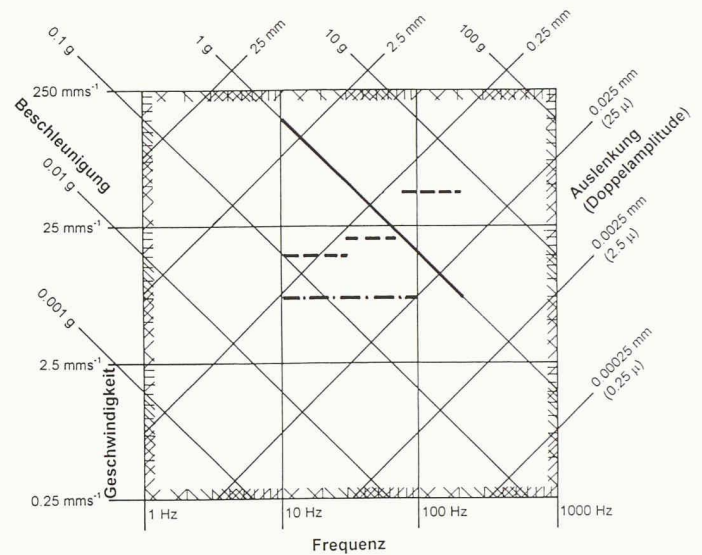 0.1 g
1 g
25 mm
10 g
2.5 mm
100 g
0.25 mm
250 mms⁻¹
Beschleunigung
0.025 mm
(25 µ)
Auslenkung
(Doppelamplitude)
0.01 g
25 mms⁻¹
0.0025 mm
(2.5 µ)
0.001 g
2.5 mms⁻¹
Geschwindigkeit
0.00025 mm
(0.25 µ)
0.25 mms⁻¹
1 Hz
10 Hz
100 Hz
1000 Hz
Frequenz